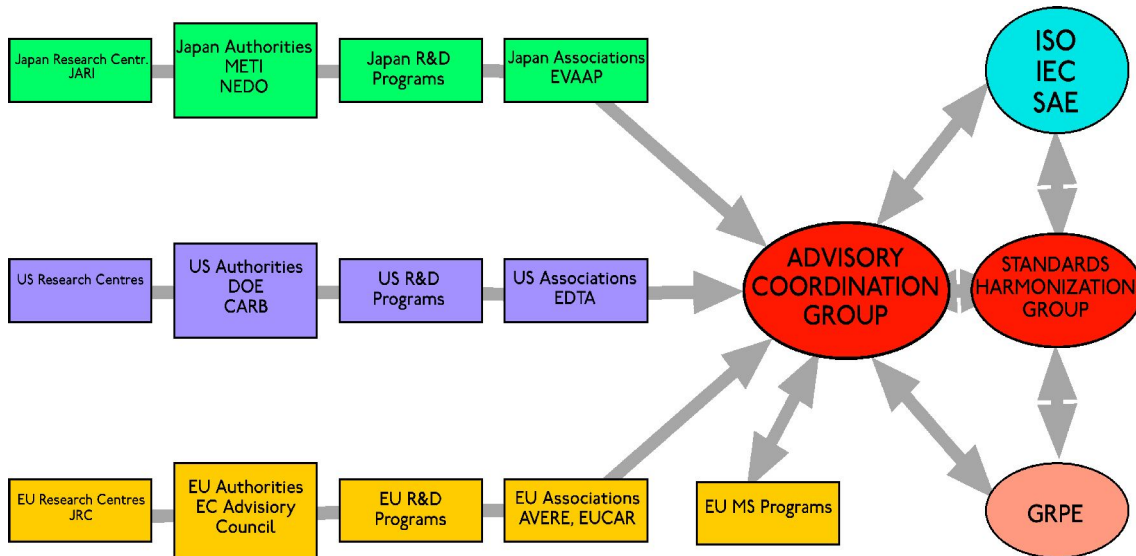 Japan Research Centr.
JARI
Japan Authorities
METI
NEDO
Japan R&D
Programs
Japan Associations
EVAAP
ISO
IEC
SAE
US Research Centres
US Authorities
DOE
CARB
US R&D
Programs
US Associations
EDTA
ADVISORY
COORDINATION
GROUP
STANDARDS
HARMONIZATION
GROUP
EU Research Centres
JRC
EU Authorities
EC Advisory
Council
EU R&D
Programs
EU Associations
AVERE, EUCAR
EU MS Programs
GRPE